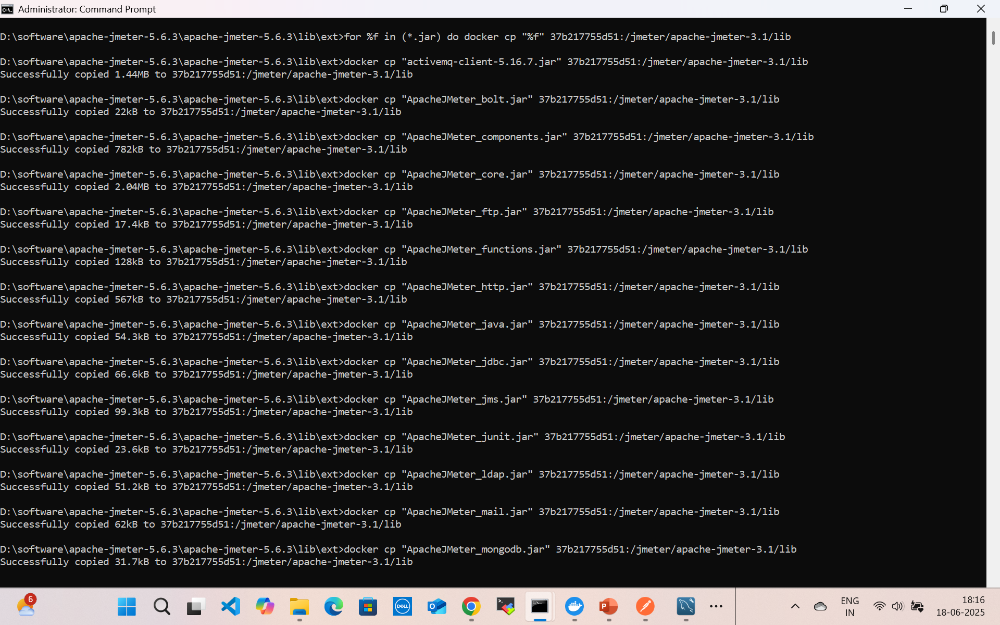 Administrator: Command Prompt
D:\software\apache-jmeter-5.6.3\apache-jmeter-5.6.3\lib\ext>for %f in (*.jar) do docker cp "%f" 37b217755d51:/jmeter/apache-jmeter-3.1/lib
D:\software\apache-jmeter-5.6.3\apache-jmeter-5.6.3\lib\ext>docker cp "activemq-client-5.16.7.jar" 37b217755d51:/jmeter/apache-jmeter-3.1/lib
Successfully copied 1.44MB to 37b217755d51:/jmeter/apache-jmeter-3.1/lib
D:\software\apache-jmeter-5.6.3\apache-jmeter-5.6.3\lib\ext>docker cp "ApacheJMeter_bolt.jar" 37b217755d51:/jmeter/apache-jmeter-3.1/lib
Successfully copied 22kB to 37b217755d51:/jmeter/apache-jmeter-3.1/lib
D:\software\apache-jmeter-5.6.3\apache-jmeter-5.6.3\lib\ext>docker cp "ApacheJMeter_components.jar" 37b217755d51:/jmeter/apache-jmeter-3.1/lib
Successfully copied 782kB to 37b217755d51:/jmeter/apache-jmeter-3.1/lib
D:\software\apache-jmeter-5.6.3\apache-jmeter-5.6.3\lib\ext>docker cp "ApacheJMeter_core.jar" 37b217755d51:/jmeter/apache-jmeter-3.1/lib
Successfully copied 2.04MB to 37b217755d51:/jmeter/apache-jmeter-3.1/lib
D:\software\apache-jmeter-5.6.3\apache-jmeter-5.6.3\lib\ext>docker cp "ApacheJMeter_ftp.jar" 37b217755d51:/jmeter/apache-jmeter-3.1/lib
Successfully copied 17.4kB to 37b217755d51:/jmeter/apache-jmeter-3.1/lib
D:\software\apache-jmeter-5.6.3\apache-jmeter-5.6.3\lib\ext>docker cp "ApacheJMeter_functions.jar" 37b217755d51:/jmeter/apache-jmeter-3.1/lib
Successfully copied 128kB to 37b217755d51:/jmeter/apache-jmeter-3.1/lib
D:\software\apache-jmeter-5.6.3\apache-jmeter-5.6.3\lib\ext>docker cp "ApacheJMeter_http.jar" 37b217755d51:/jmeter/apache-jmeter-3.1/lib
Successfully copied 567kB to 37b217755d51:/jmeter/apache-jmeter-3.1/lib
D:\software\apache-jmeter-5.6.3\apache-jmeter-5.6.3\lib\ext>docker cp "ApacheJMeter_java.jar" 37b217755d51:/jmeter/apache-jmeter-3.1/lib
Successfully copied 54.3kB to 37b217755d51:/jmeter/apache-jmeter-3.1/lib
D:\software\apache-jmeter-5.6.3\apache-jmeter-5.6.3\lib\ext>docker cp "ApacheJMeter_jdbc.jar" 37b217755d51:/jmeter/apache-jmeter-3.1/lib
Successfully copied 66.6kB to 37b217755d51:/jmeter/apache-jmeter-3.1/lib
D:\software\apache-jmeter-5.6.3\apache-jmeter-5.6.3\lib\ext>docker cp "ApacheJMeter_jms.jar" 37b217755d51:/jmeter/apache-jmeter-3.1/lib
Successfully copied 99.3kB to 37b217755d51:/jmeter/apache-jmeter-3.1/lib
D:\software\apache-jmeter-5.6.3\apache-jmeter-5.6.3\lib\ext>docker cp "ApacheJMeter_junit.jar" 37b217755d51:/jmeter/apache-jmeter-3.1/lib
Successfully copied 23.6kB to 37b217755d51:/jmeter/apache-jmeter-3.1/lib
D:\software\apache-jmeter-5.6.3\apache-jmeter-5.6.3\lib\ext>docker cp "ApacheJMeter_ldap.jar" 37b217755d51:/jmeter/apache-jmeter-3.1/lib
Successfully copied 51.2kB to 37b217755d51:/jmeter/apache-jmeter-3.1/lib
D:\software\apache-jmeter-5.6.3\apache-jmeter-5.6.3\lib\ext>docker cp "ApacheJMeter_mail.jar" 37b217755d51:/jmeter/apache-jmeter-3.1/lib
Successfully copied 62kB to 37b217755d51:/jmeter/apache-jmeter-3.1/lib
D:\software\apache-jmeter-5.6.3\apache-jmeter-5.6.3\lib\ext>docker cp "ApacheJMeter_mongodb.jar" 37b217755d51:/jmeter/apache-jmeter-3.1/lib
Successfully copied 31.7kB to 37b217755d51:/jmeter/apache-jmeter-3.1/lib
6
DELL
ENG
IN
18:16
18-06-2025